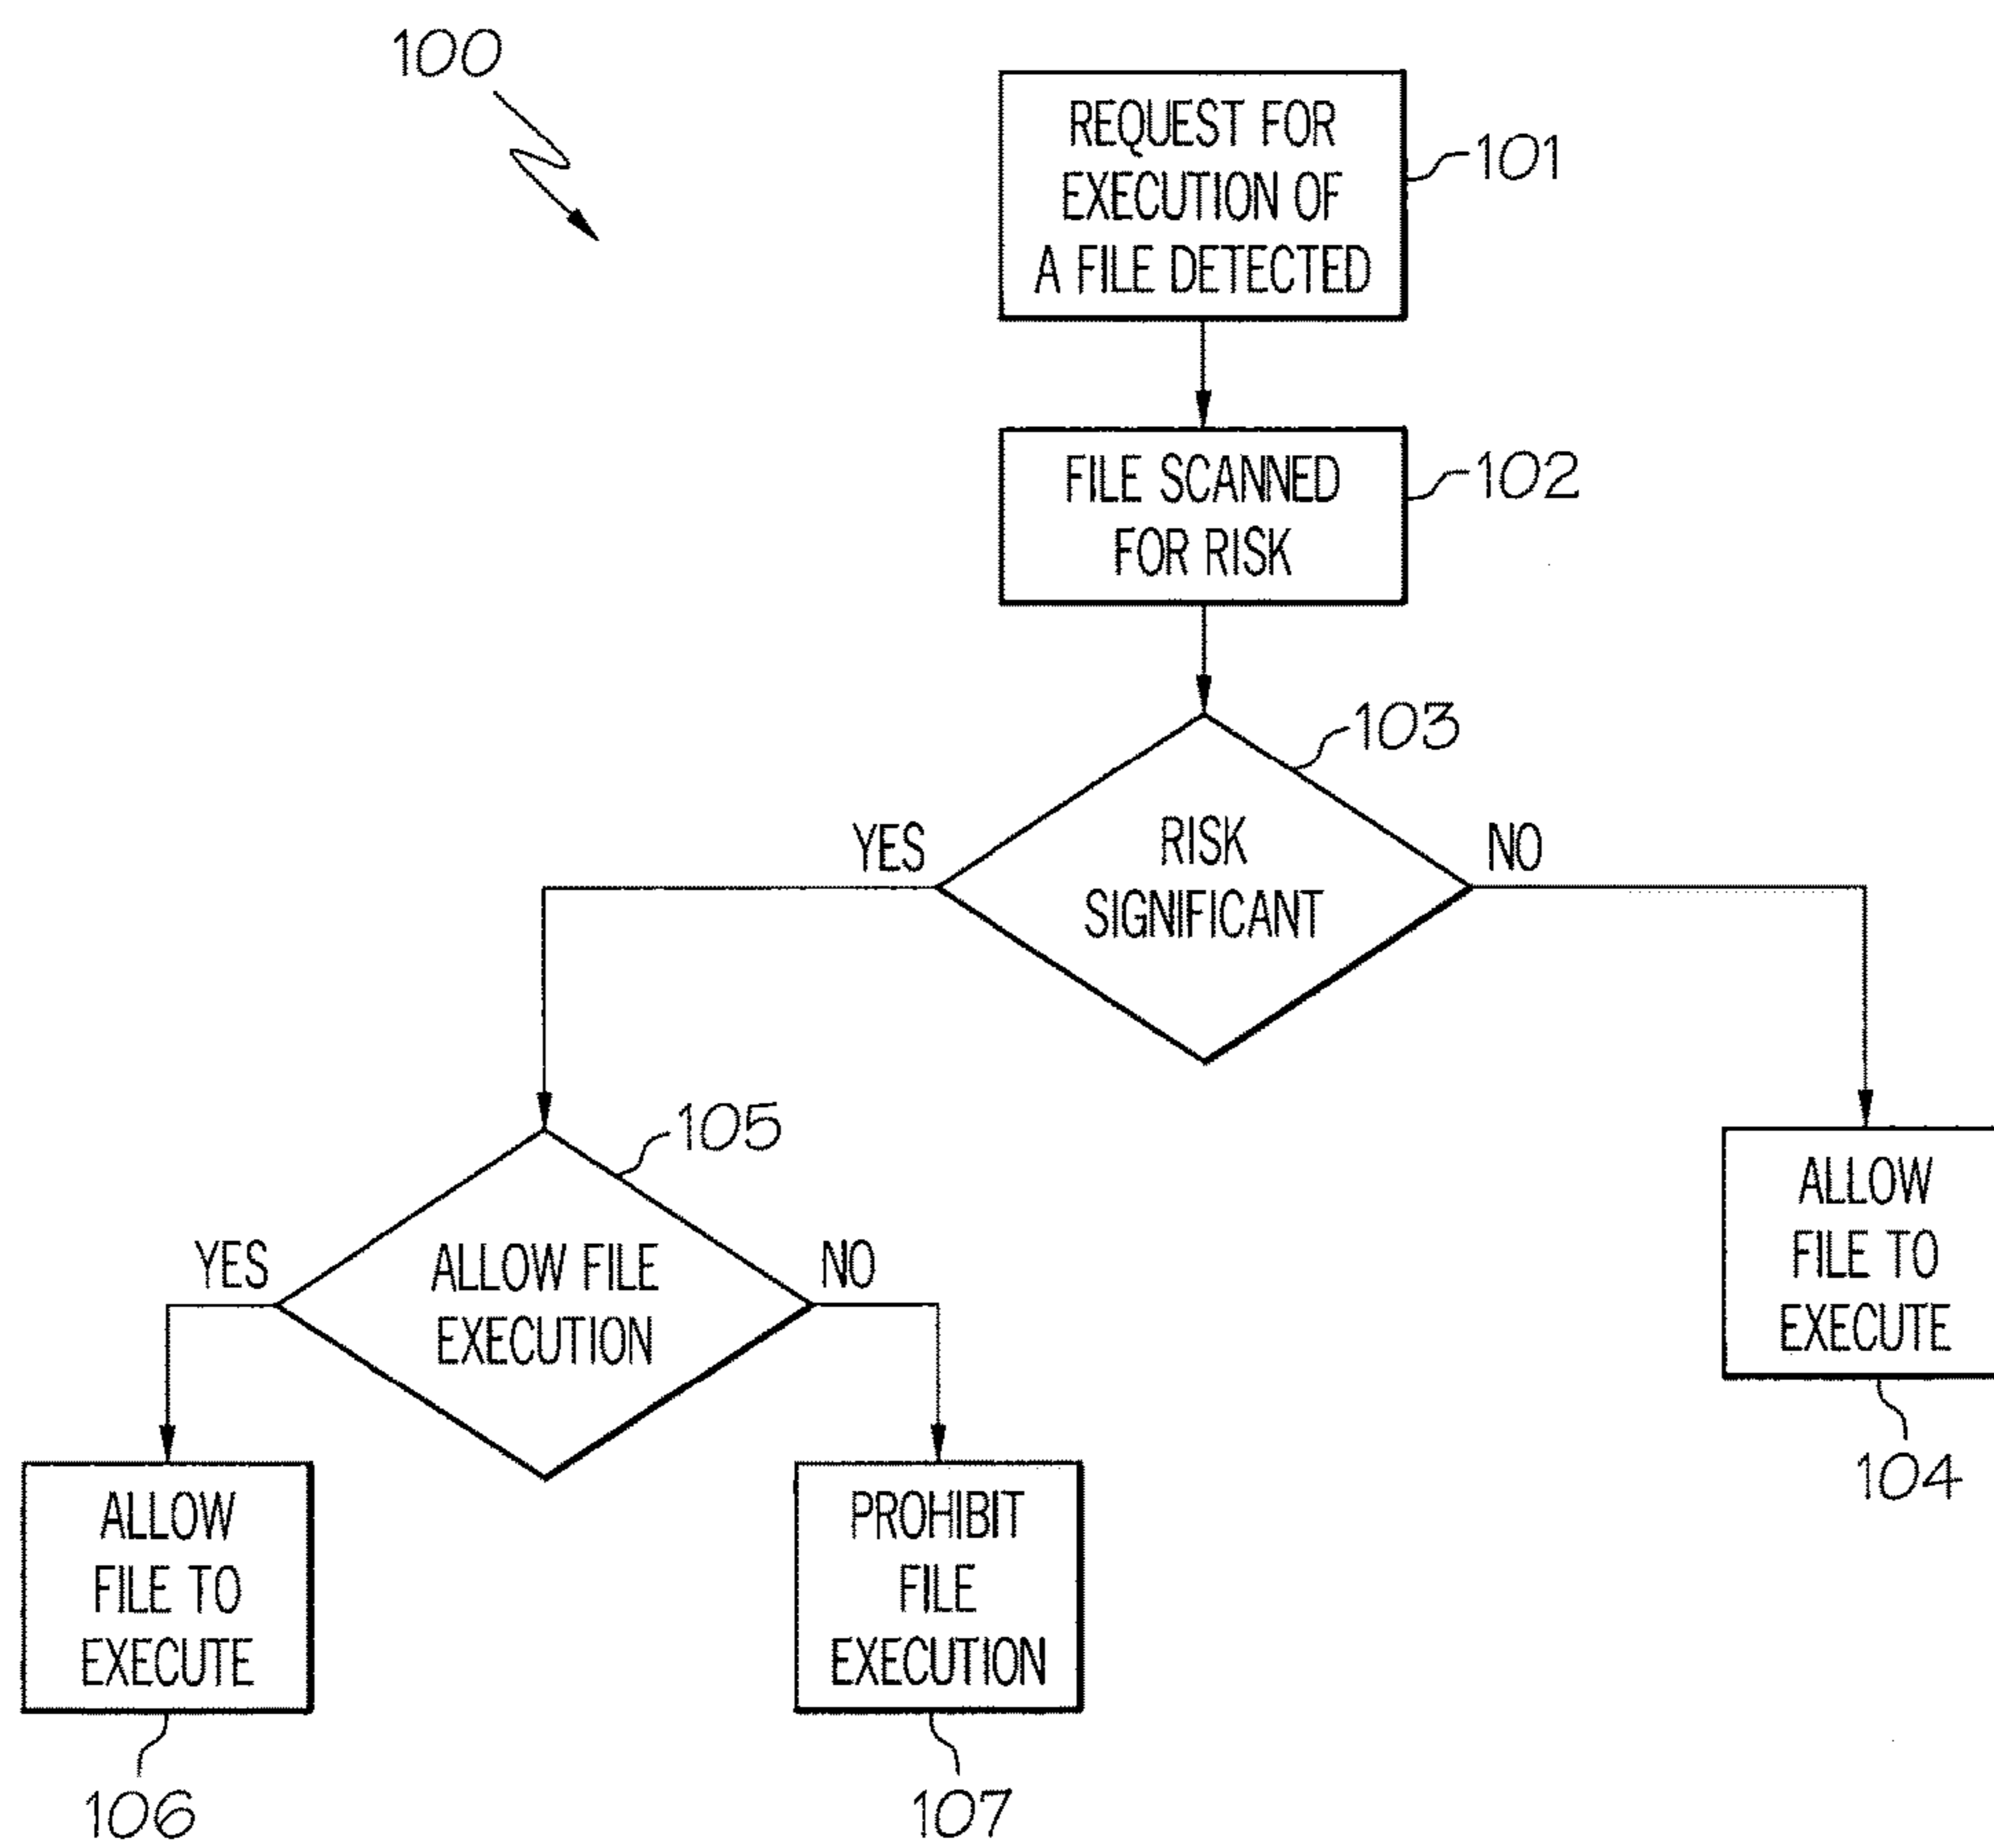 100
REQUEST FOR
EXECUTION OF
A FILE DETECTED
101
FILE SCANNED
FOR RISK
102
103
YES
RISK
SIGNIFICANT
NO
105
YES
ALLOW FILE
EXECUTION
NO
ALLOW
FILE TO
EXECUTE
104
ALLOW
FILE TO
EXECUTE
106
PROHIBIT
FILE
EXECUTION
107